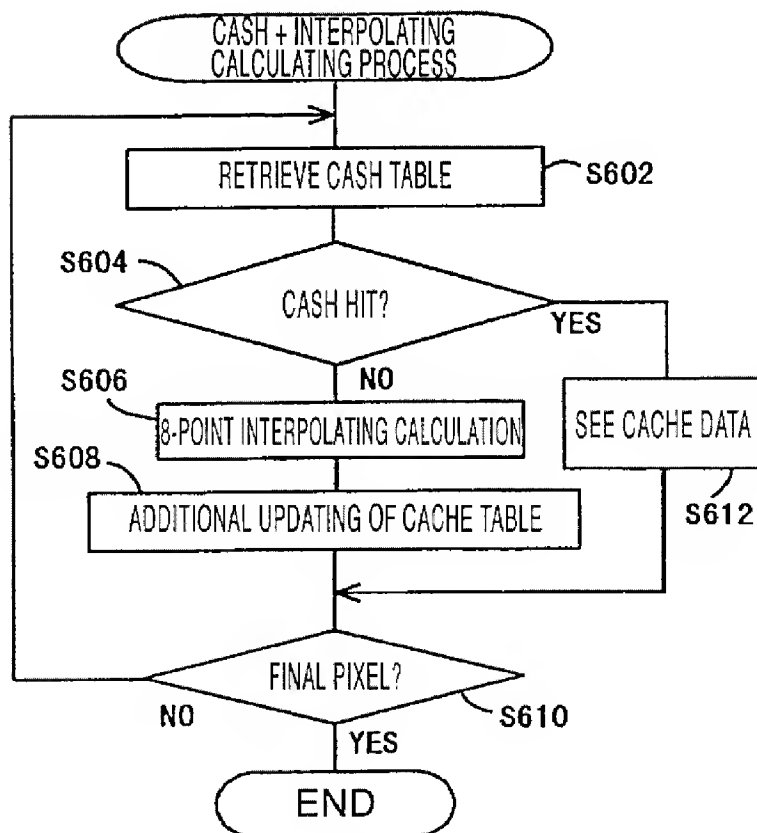 CASH + INTERPOLATING
CALCULATING PROCESS
RETRIEVE CASH TABLE
S602
S604
CASH HIT?
YES
NO
S606
8-POINT INTERPOLATING CALCULATION
SEE CACHE DATA
S612
S608
ADDITIONAL UPDATING OF CACHE TABLE
FINAL PIXEL?
S610
NO
YES
END